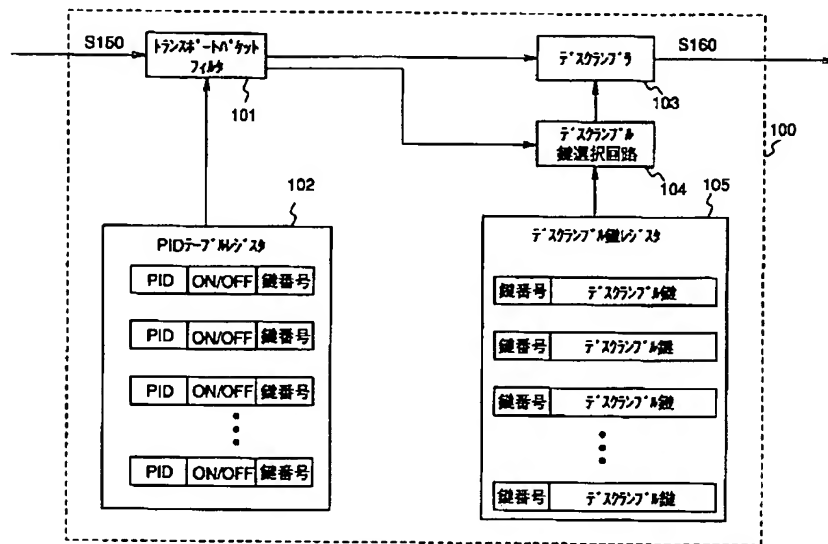 S150
トランスポートパケット
フィルタ
101
デスクランブラ
103
S160
デスクランブル
鍵選択回路
104
100
102
PIDテーブルレジスタ
PID ON/OFF 鍵番号
PID ON/OFF 鍵番号
PID ON/OFF 鍵番号
PID ON/OFF 鍵番号
105
デスクランブル鍵レジスタ
鍵番号 デスクランブル鍵
鍵番号 デスクランブル鍵
鍵番号 デスクランブル鍵
鍵番号 デスクランブル鍵